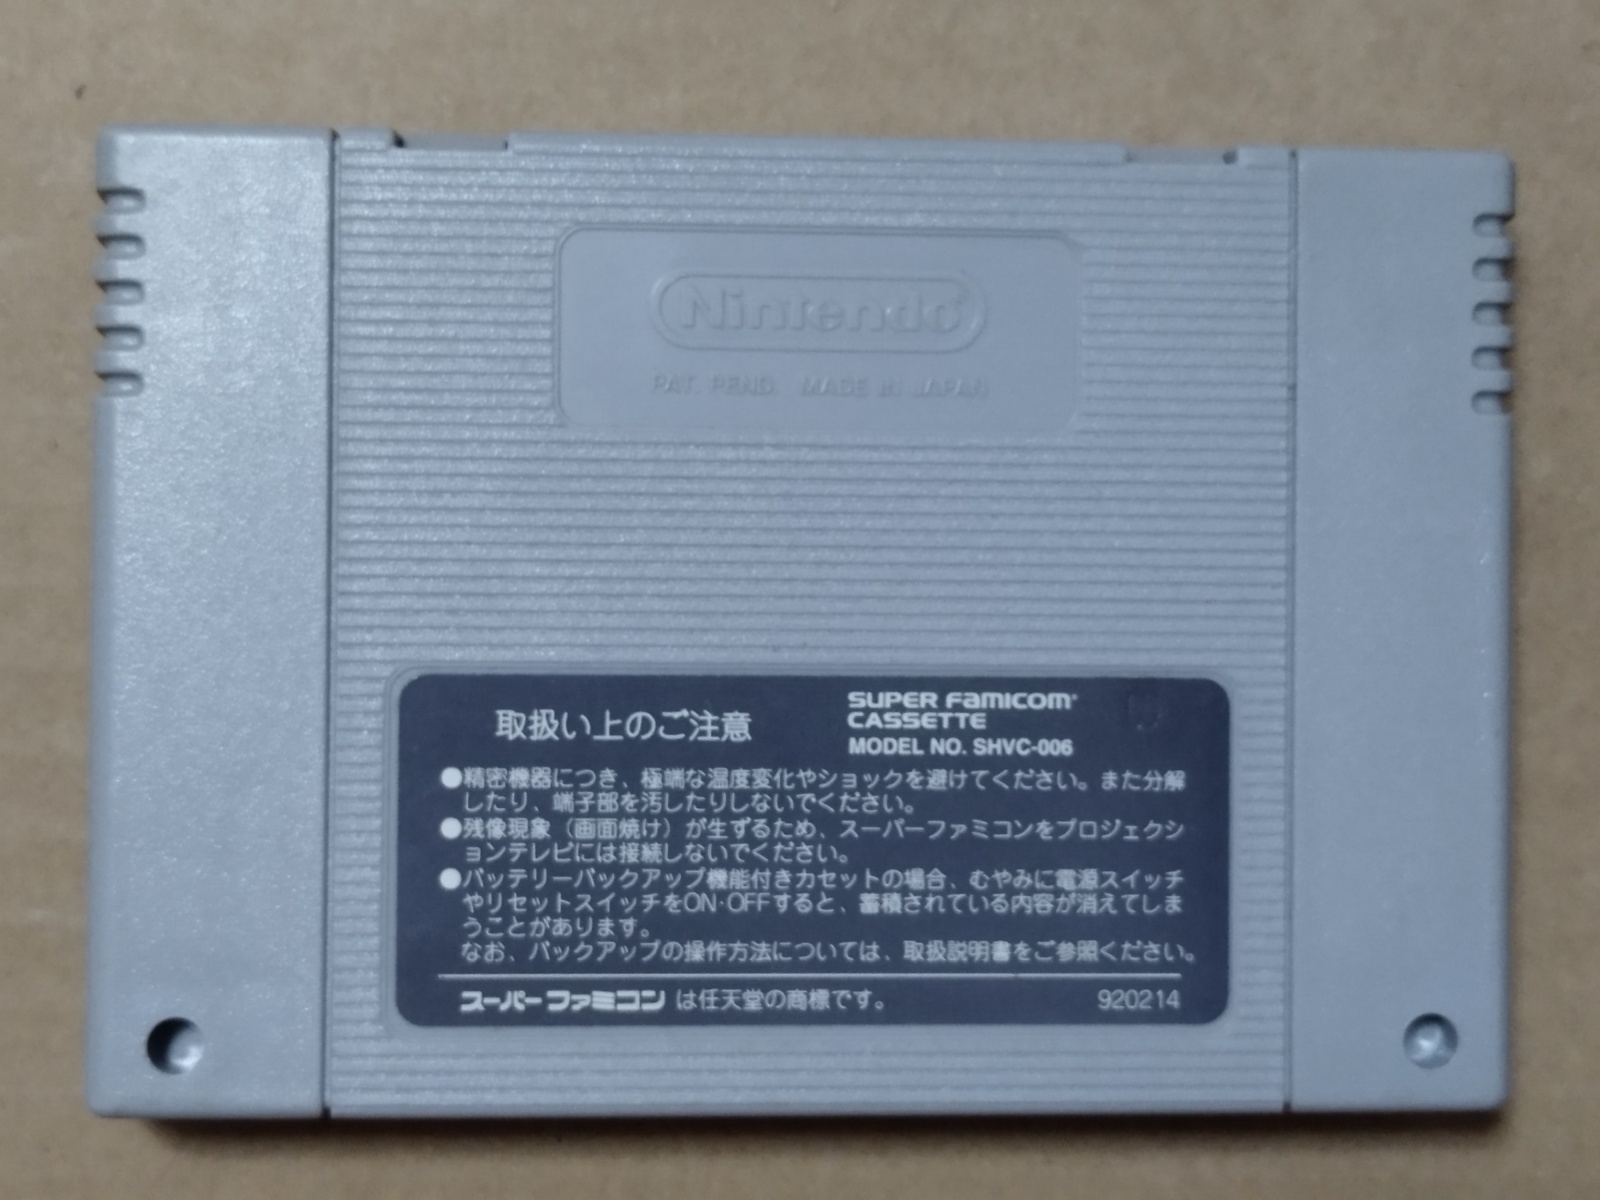 Nintendo
PAT. PEND. MADE IN JAPAN
取扱い上のご注意
SUPER FAMICOM
CASSETTE
MODEL NO. SHVC-006
●精密機器につき、極端な温度変化やショックを避けてください。また分解
したり、端子部を汚したりしないでください。
●残像現象（画面焼け）が生ずるため、スーパーファミコンをプロジェクシ
ョンテレビには接続しないでください。
●バッテリーバックアップ機能付きカセットの場合、むやみに電源スイッチ
やリセットスイッチをON･OFFすると、蓄積されている内容が消えてしま
うことがあります。
なお、バックアップの操作方法については、取扱説明書をご参照ください。
スーパーファミコン は任天堂の商標です。
920214